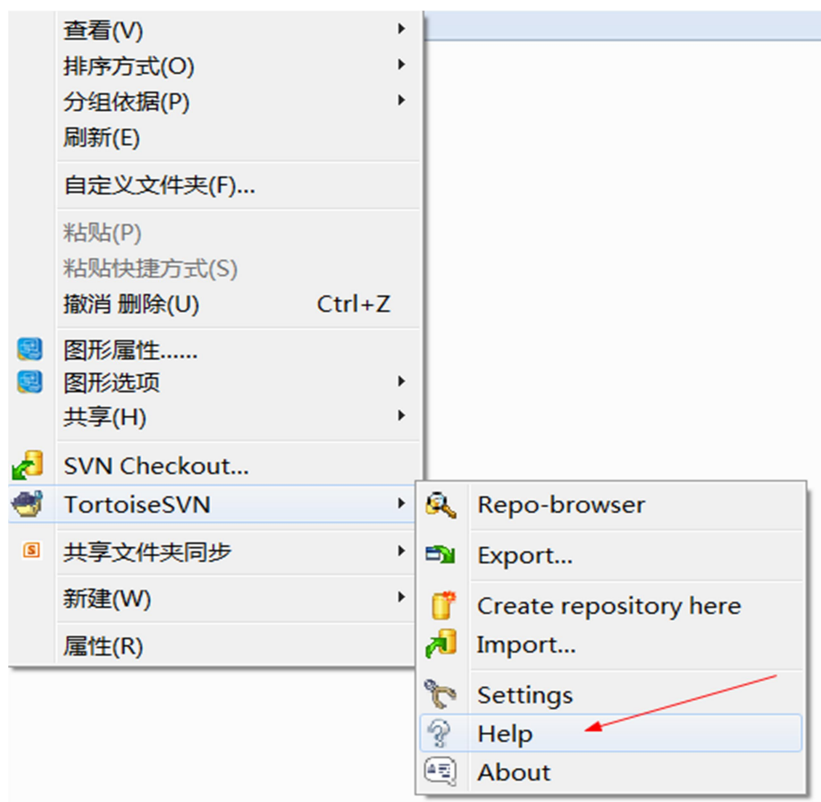 查看(V)
排序方式(O)
分组依据(P)
刷新(E)
自定义文件夹(F)...
粘贴(P)
粘贴快捷方式(S)
撤消 删除(U) Ctrl+Z
图形属性......
图形选项
共享(H)
SVN Checkout...
TortoiseSVN
共享文件夹同步
新建(W)
属性(R)
Repo-browser
Export...
Create repository here
Import...
Settings
Help
About